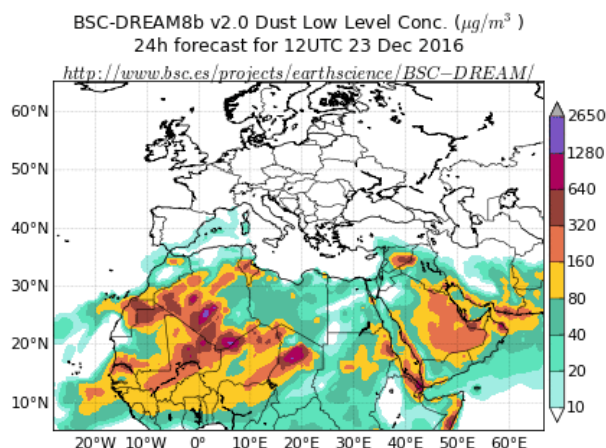 BSC-DREAM8b v2.0 Dust Low Level Conc. (μg/m³ )
24h forecast for 12UTC 23 Dec 2016
http://www.bsc.es/projects/earthscience/BSC−DREAM/
60°N
50°N
40°N
30°N
20°N
10°N
20°W 10°W 0° 10°E 20°E 30°E 40°E 50°E 60°E
2650
1280
640
320
160
80
40
20
10